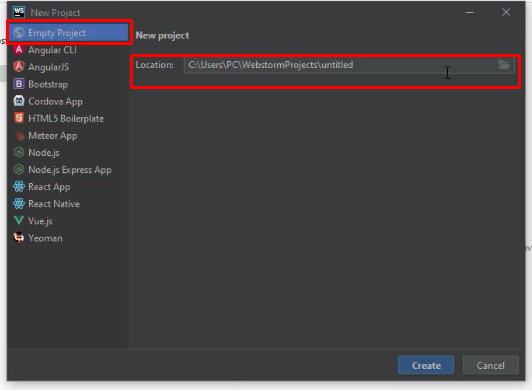 WS New Project
Empty Project
Angular CLI
AngularJS
Bootstrap
Cordova App
HTML5 Boilerplate
Meteor App
Node.js
Node.js Express App
React App
React Native
Vue.js
Yeoman
New project
Location: C:\Users\PC\WebstormProjects\untitled
Create Cancel